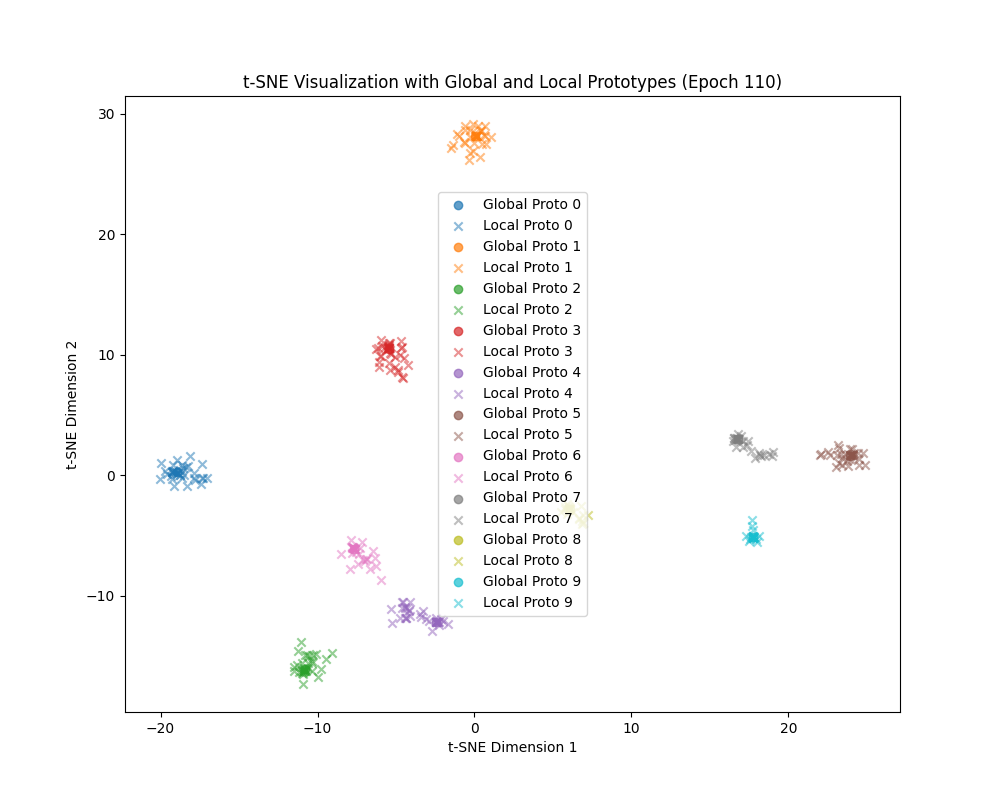 t-SNE Visualization with Global and Local Prototypes (Epoch 110)
30
20
10
0
−10
t-SNE Dimension 2
Global Proto 0
Local Proto 0
Global Proto 1
Local Proto 1
Global Proto 2
Local Proto 2
Global Proto 3
Local Proto 3
Global Proto 4
Local Proto 4
Global Proto 5
Local Proto 5
Global Proto 6
Local Proto 6
Global Proto 7
Local Proto 7
Global Proto 8
Local Proto 8
Global Proto 9
Local Proto 9
−20 −10 0 10 20
t-SNE Dimension 1